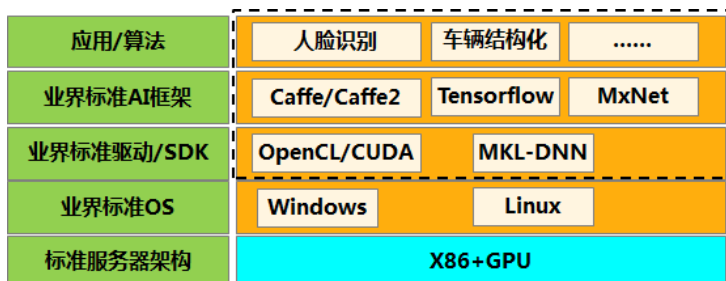 应用/算法 人脸识别 车辆结构化 ......
业界标准AI框架 Caffe/Caffe2 Tensorflow MxNet
业界标准驱动/SDK OpenCL/CUDA MKL-DNN
业界标准OS Windows Linux
标准服务器架构 X86+GPU